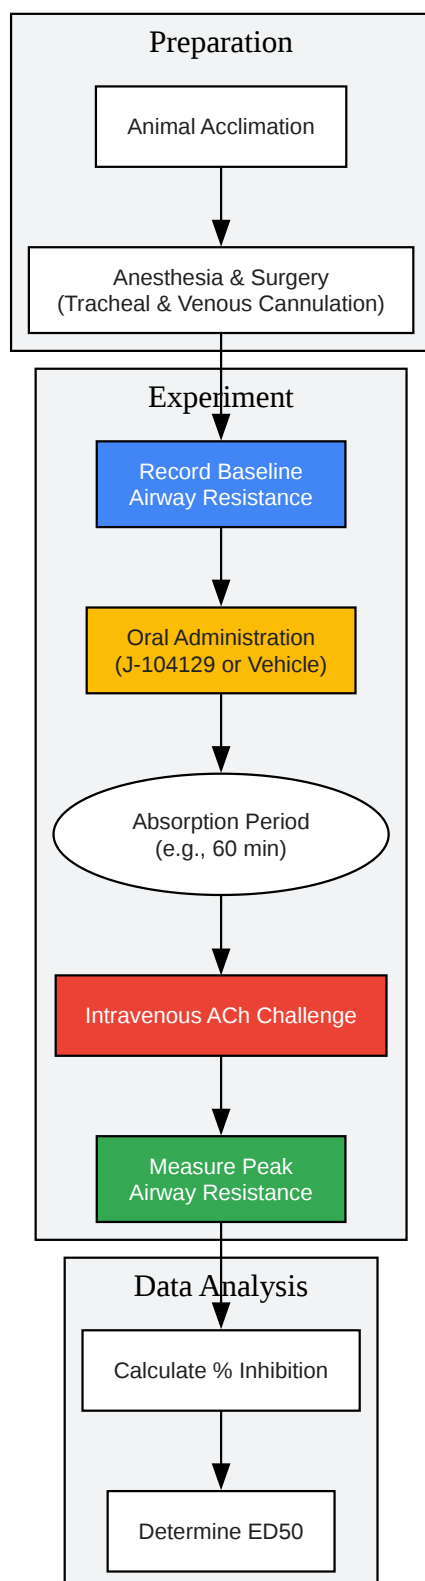 Preparation
Animal Acclimation
Anesthesia & Surgery
(Tracheal & Venous Cannulation)
Experiment
Record Baseline
Airway Resistance
Oral Administration
(J-104129 or Vehicle)
Absorption Period
(e.g., 60 min)
Intravenous ACh Challenge
Measure Peak
Airway Resistance
Data Analysis
Calculate % Inhibition
Determine ED50